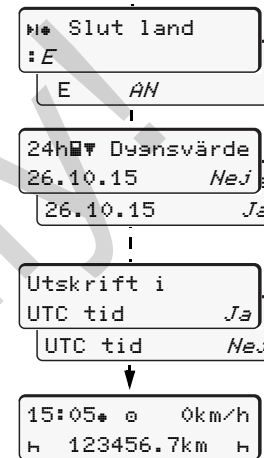 Slut land
:E
E AN
24h Dygnsvärde
26.10.15 Nej
26.10.15 Ja
Utskrift i
UTC tid Ja
UTC tid Nej
15:05 0km/h
123456.7km